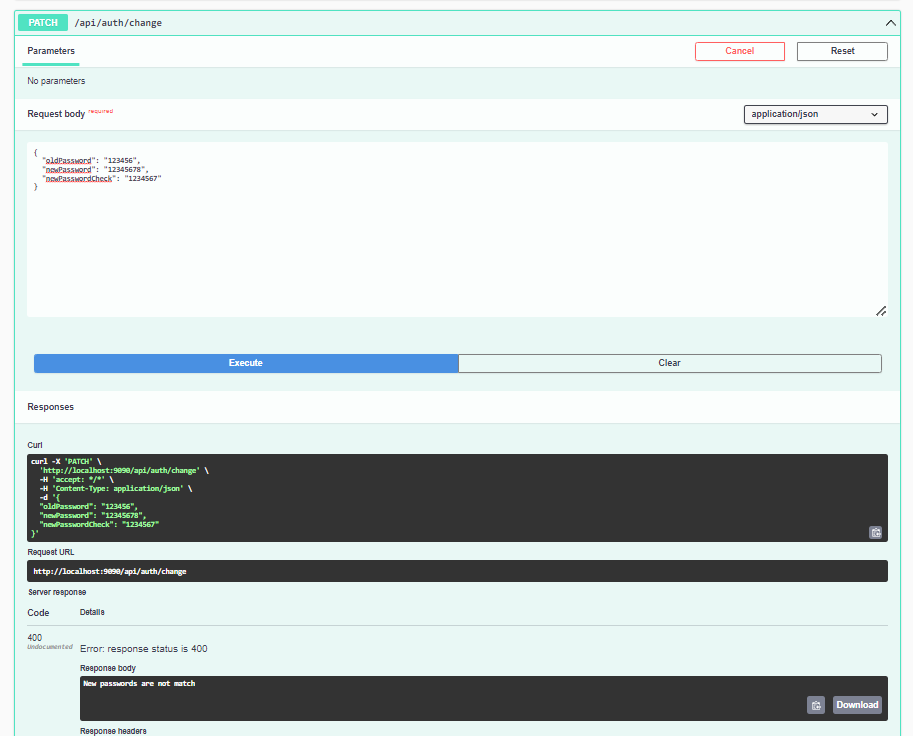 PATCH /api/auth/change
Parameters
Cancel
Reset
No parameters
Request body required
application/json
{
"oldPassword": "123456",
"newPassword": "12345678",
"newPasswordCheck": "1234567"
}
Execute
Clear
Responses
Curl
curl -X 'PATCH' \
'http://localhost:9090/api/auth/change' \
-H 'accept: */*' \
-H 'Content-Type: application/json' \
-d '{
"oldPassword": "123456",
"newPassword": "12345678",
"newPasswordCheck": "1234567"
}'
Request URL
http://localhost:9090/api/auth/change
Server response
Code Details
400
Undocumented
Error: response status is 400
Response body
New passwords are not match
Download
Response headers